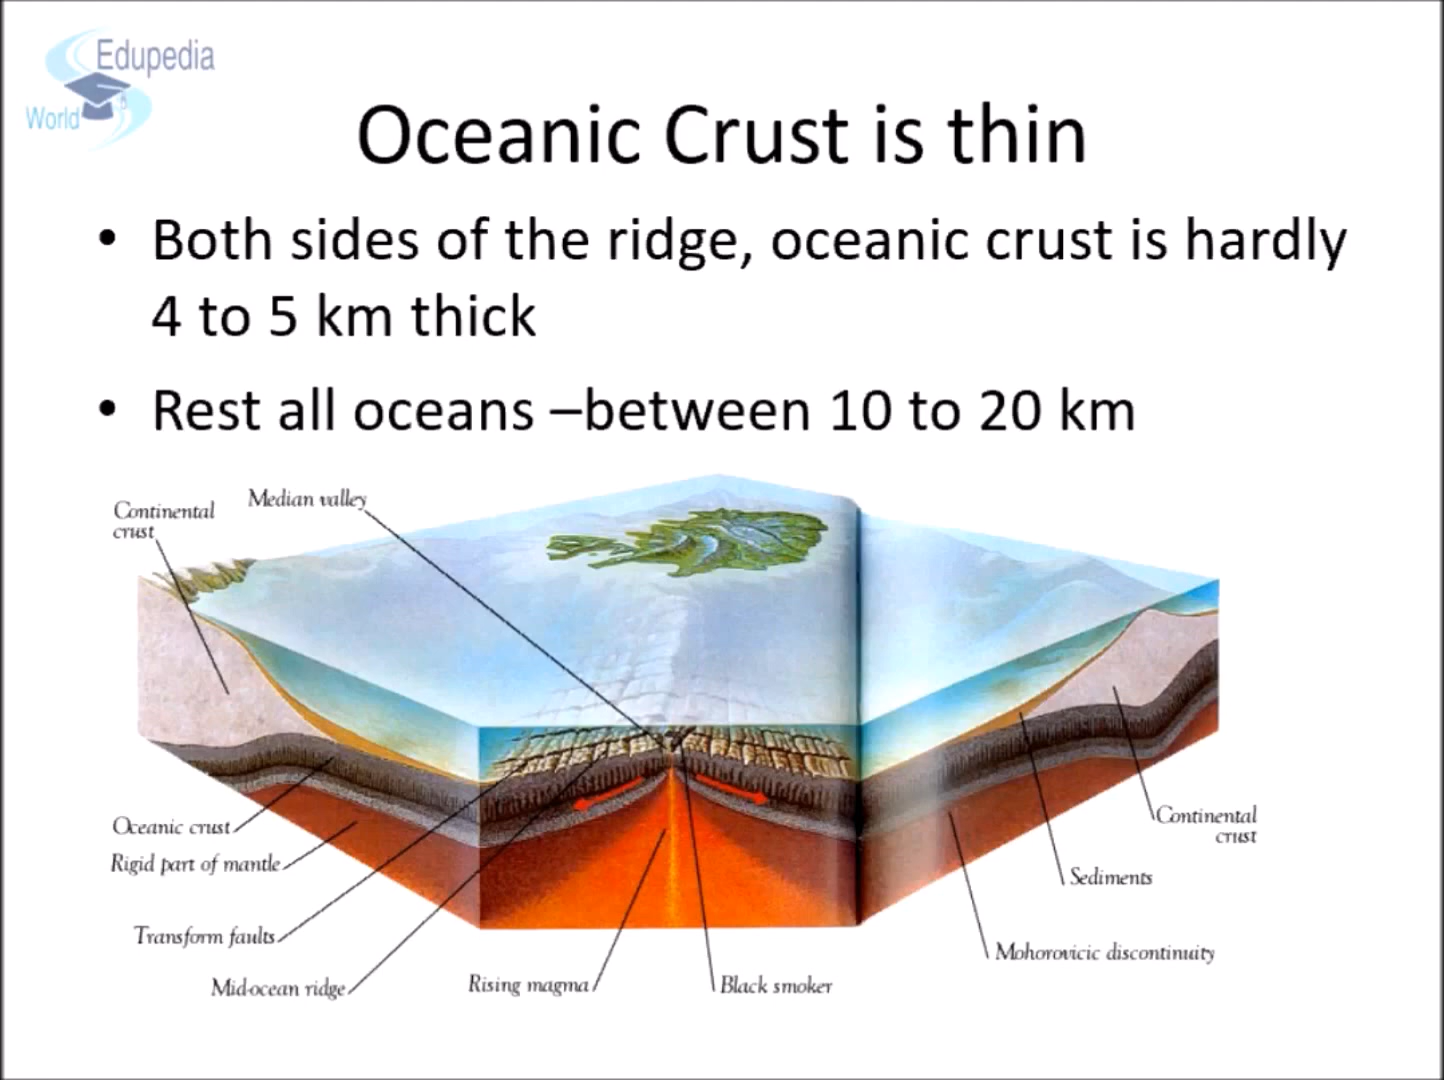 Edupedia
World
Oceanic Crust is thin
• Both sides of the ridge, oceanic crust is hardly
4 to 5 km thick
• Rest all oceans –between 10 to 20 km
Continental
crust
Median valley
Oceanic crust
Rigid part of mantle
Transform faults
Mid-ocean ridge
Rising magma
Black smoker
Continental
crust
Sediments
Mohorovicic discontinuity